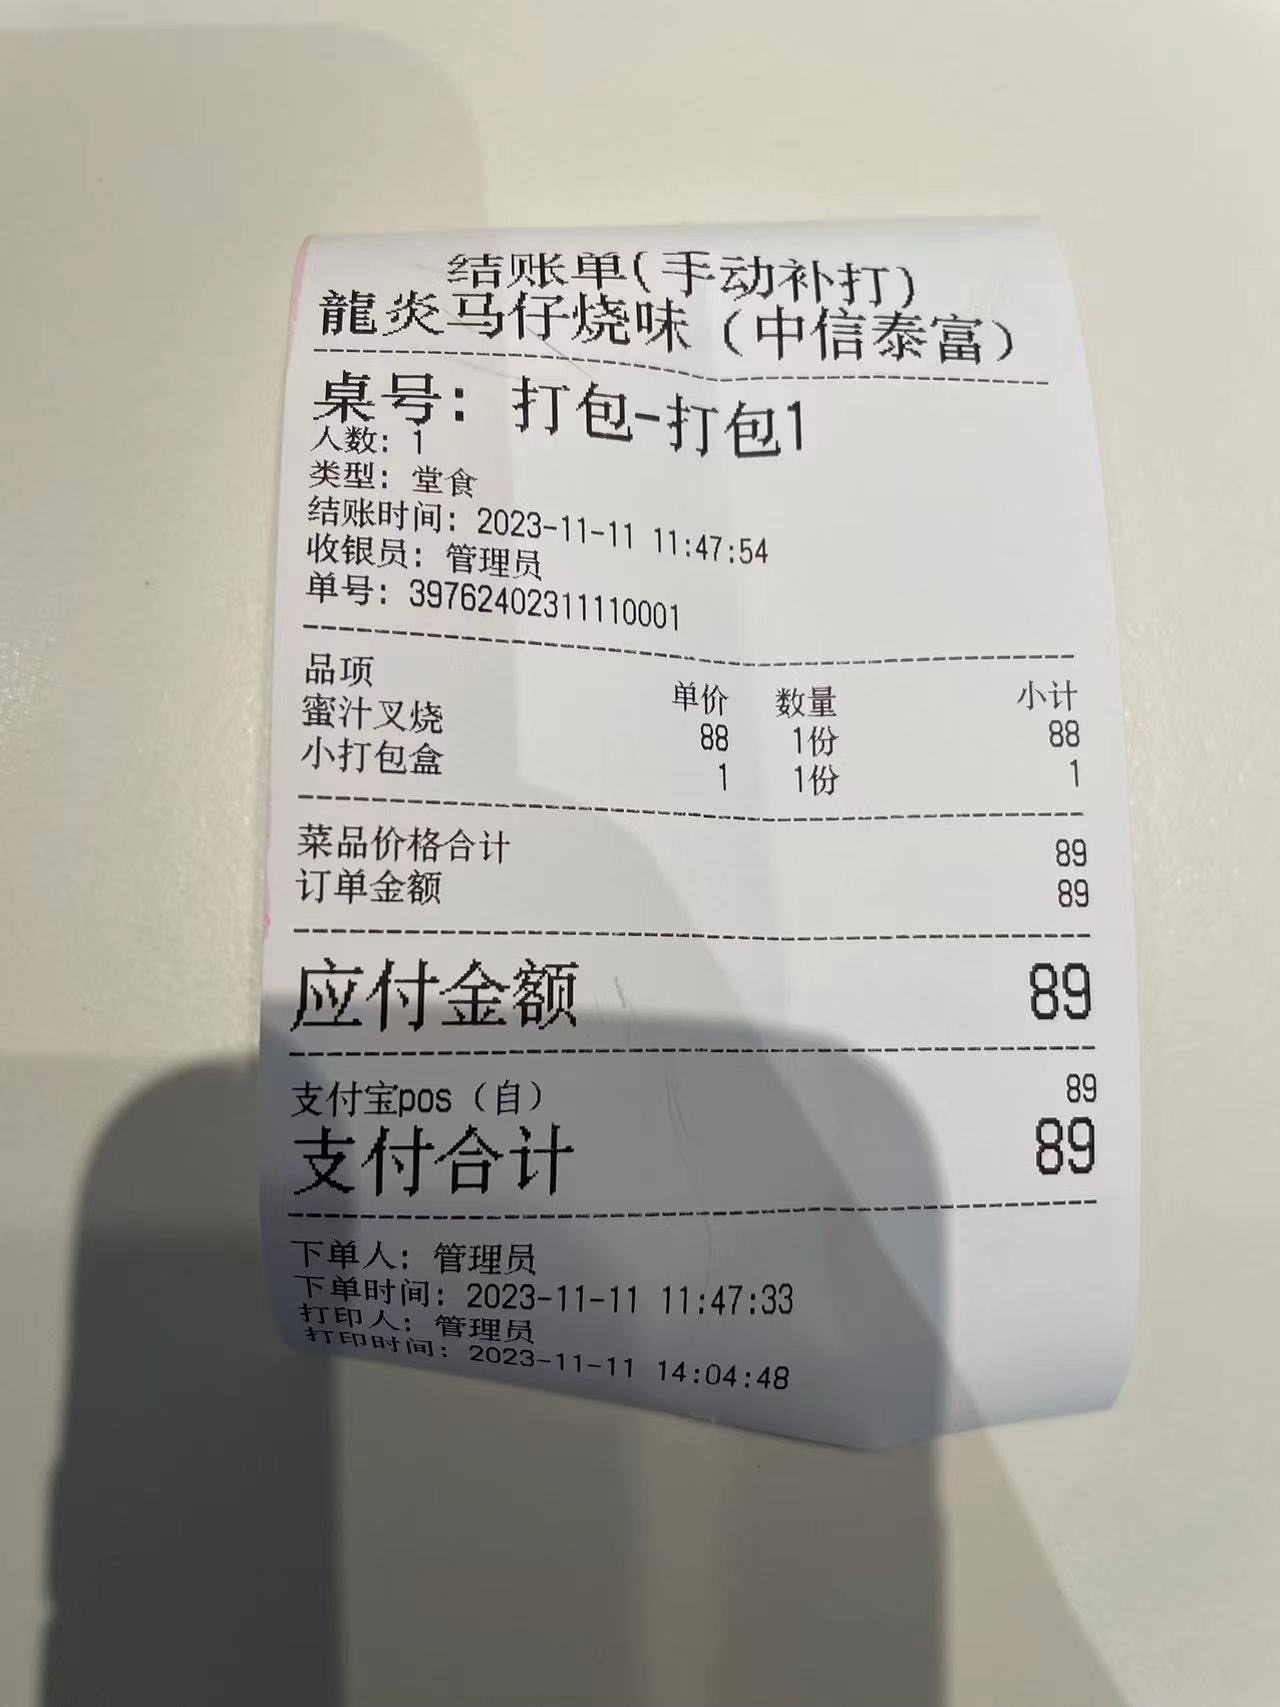 结账单(手动补打)
龍炎马仔烧味（中信泰富）
桌号：打包-打包1
人数：1
类型：堂食
结账时间：2023-11-11 11:47:54
收银员：管理员
单号：39762402311110001
品项 单价 数量 小计
蜜汁叉烧 88 1份 88
小打包盒 1 1份 1
菜品价格合计 89
订单金额 89
应付金额 89
支付宝pos（自） 89
支付合计 89
下单人：管理员
下单时间：2023-11-11 11:47:33
打印人：管理员
打印时间：2023-11-11 14:04:48